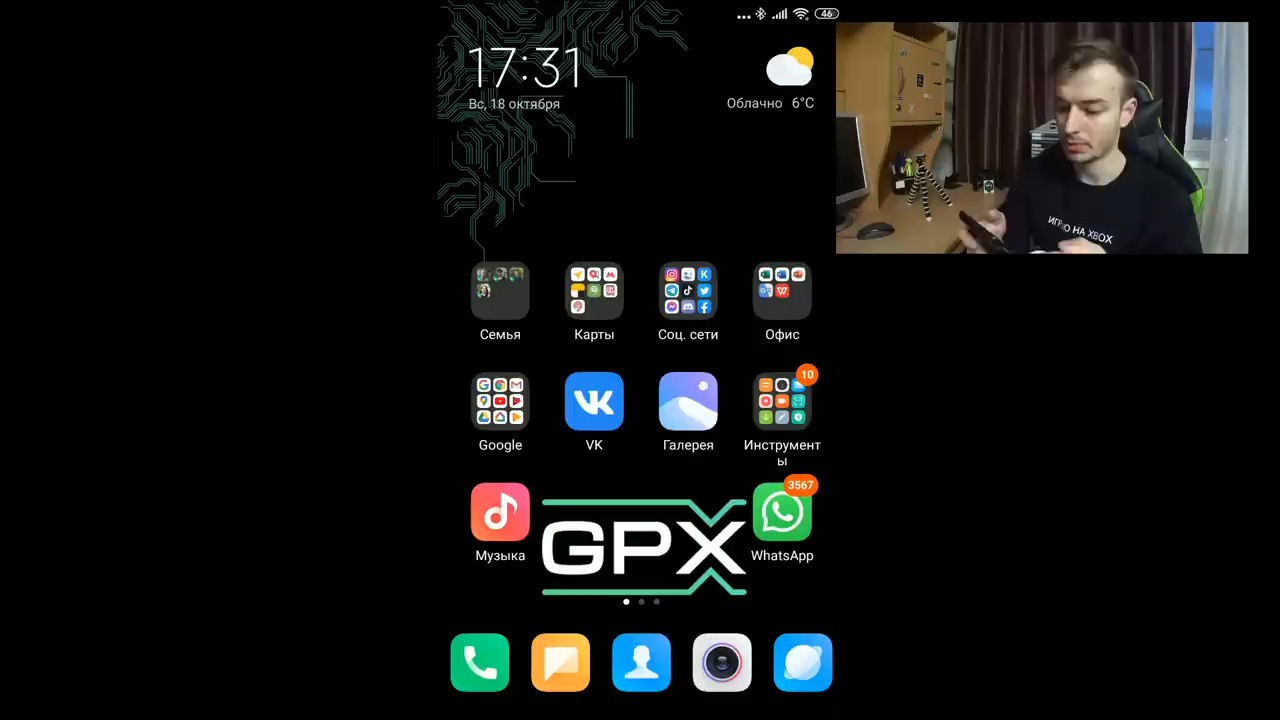 46
17:31
Вс, 18 октября
Облачно 6°C
ИГРАЮ НА XBOX
Семья
Карты
Соц. сети
Офис
10
Google
VK
Галерея
Инструмент
ы
3567
Музыка
GPX
WhatsApp